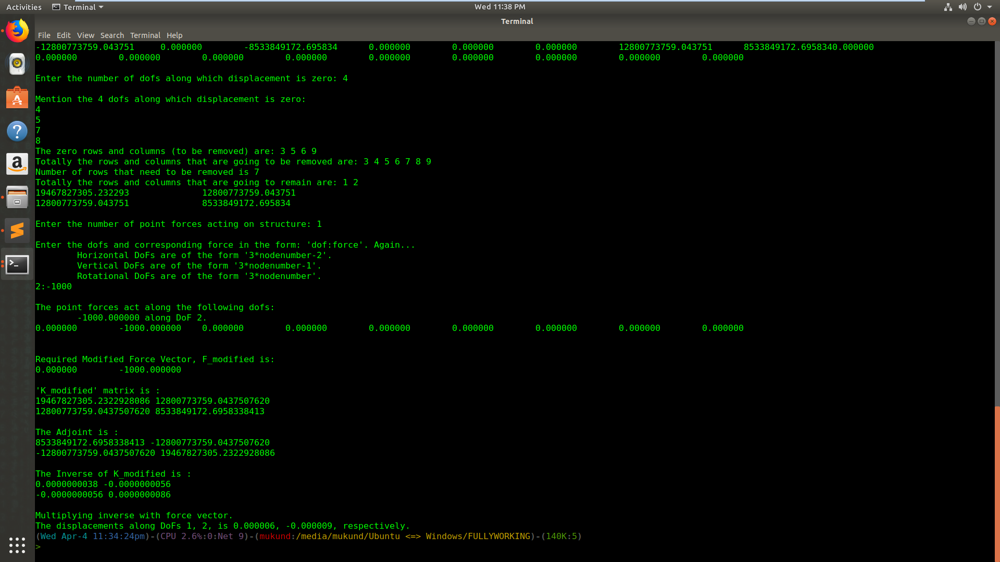 Activities Terminal Wed 11:38 PM
Terminal
File Edit View Search Terminal Help
-12800773759.043751 0.000000 -8533849172.695834 0.000000 0.000000 0.000000 12800773759.043751 8533849172.6958340.000000
0.000000 0.000000 0.000000 0.000000 0.000000 0.000000 0.000000 0.000000 0.000000
Enter the number of dofs along which displacement is zero: 4
Mention the 4 dofs along which displacement is zero:
4
5
7
8
The zero rows and columns (to be removed) are: 3 5 6 9
Totally the rows and columns that are going to be removed are: 3 4 5 6 7 8 9
Number of rows that need to be removed is 7
Totally the rows and columns that are going to remain are: 1 2
19467827305.232293 12800773759.043751
12800773759.043751 8533849172.695834
Enter the number of point forces acting on structure: 1
Enter the dofs and corresponding force in the form: 'dof:force'. Again...
Horizontal DoFs are of the form '3*nodenumber-2'.
Vertical DoFs are of the form '3*nodenumber-1'.
Rotational DoFs are of the form '3*nodenumber'.
2:-1000
The point forces act along the following dofs:
-1000.000000 along DoF 2.
0.000000 -1000.000000 0.000000 0.000000 0.000000 0.000000 0.000000 0.000000 0.000000
Required Modified Force Vector, F_modified is:
0.000000 -1000.000000
'K_modified' matrix is :
19467827305.2322928086 12800773759.0437507620
12800773759.0437507620 8533849172.6958338413
The Adjoint is :
8533849172.6958338413 -12800773759.0437507620
-12800773759.0437507620 19467827305.2322928086
The Inverse of K_modified is :
0.0000000038 -0.0000000056
-0.0000000056 0.0000000086
Multiplying inverse with force vector.
The displacements along DoFs 1, 2, is 0.000006, -0.000009, respectively.
(Wed Apr-4 11:34:24pm)-(CPU 2.6%:0:Net 9)-(mukund:/media/mukund/Ubuntu <=> Windows/FULLYWORKING)-(140K:5)
>